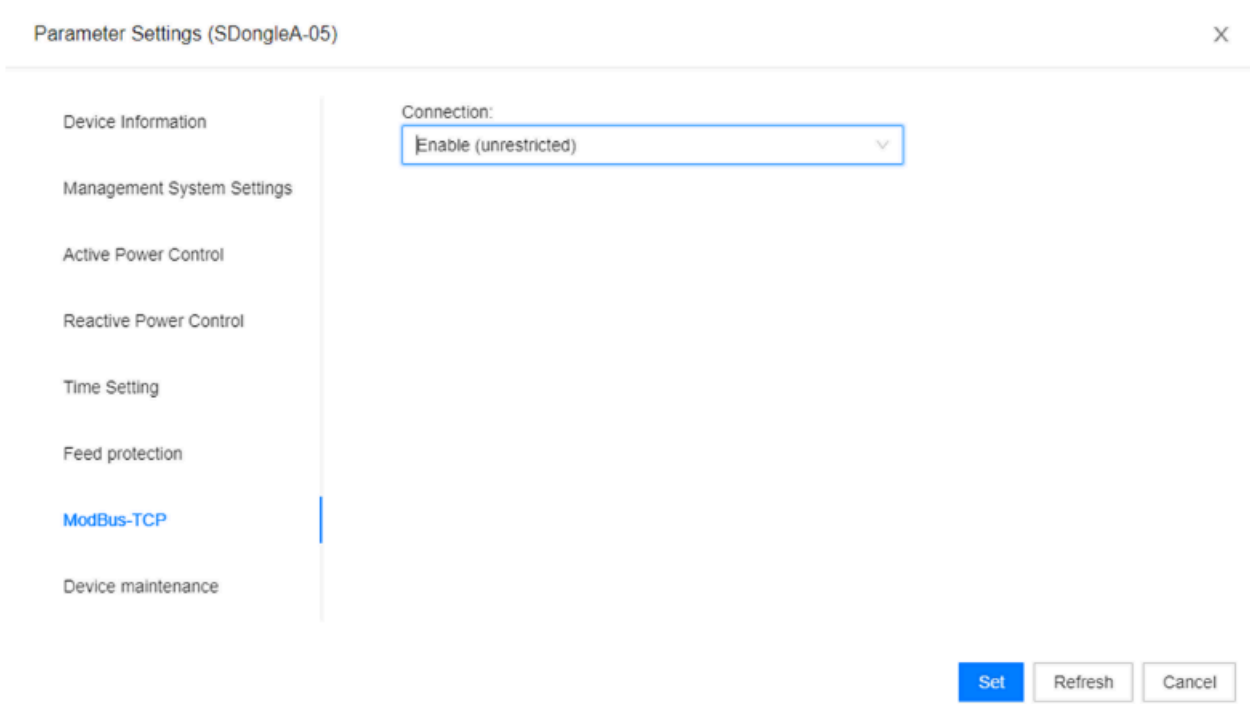 Parameter Settings (SDongleA-05)
X
Device Information
Management System Settings
Active Power Control
Reactive Power Control
Time Setting
Feed protection
ModBus-TCP
Device maintenance
Connection:
Enable (unrestricted)
Set
Refresh
Cancel